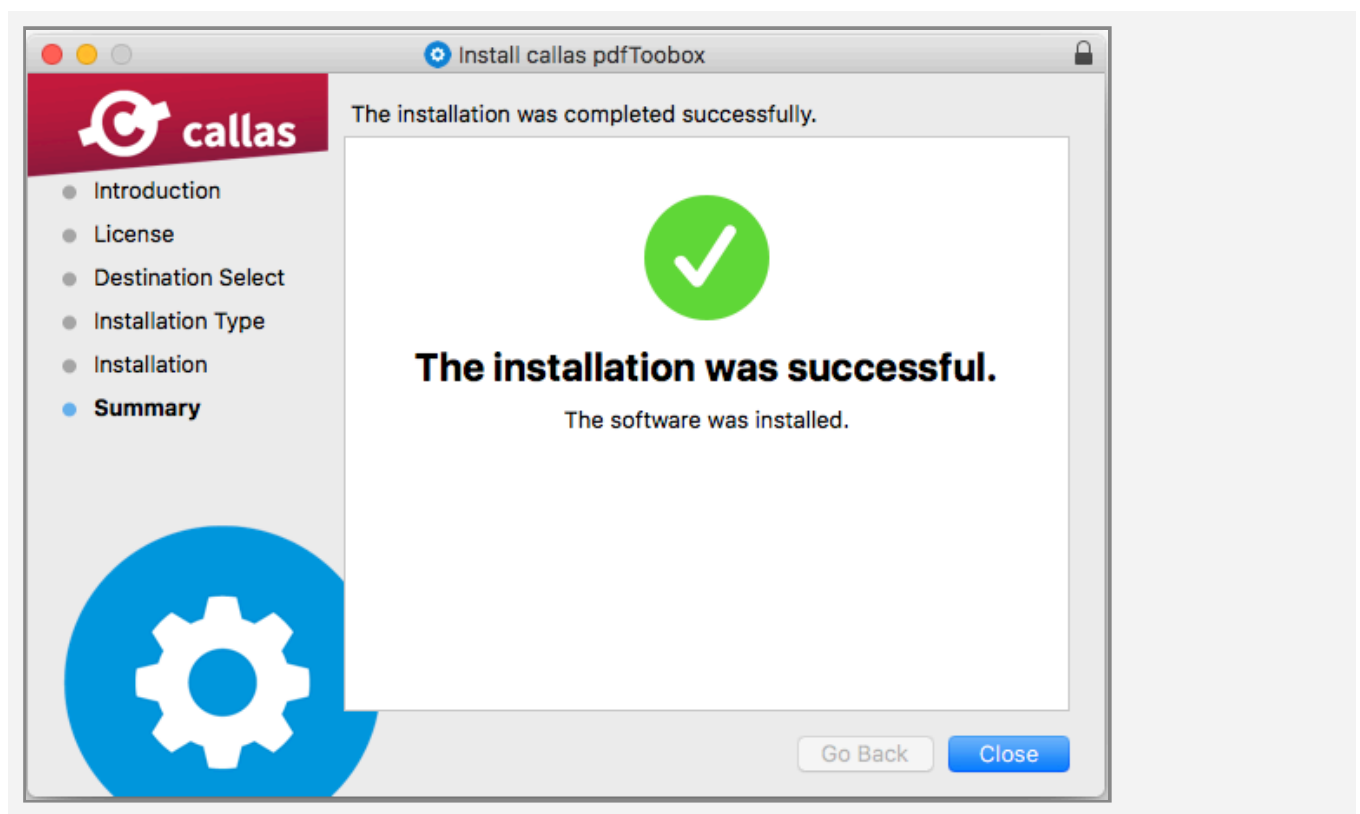 Install callas pdfToobox
callas
The installation was completed successfully.
Introduction
License
Destination Select
Installation Type
Installation
Summary
The installation was successful.
The software was installed.
Go Back
Close